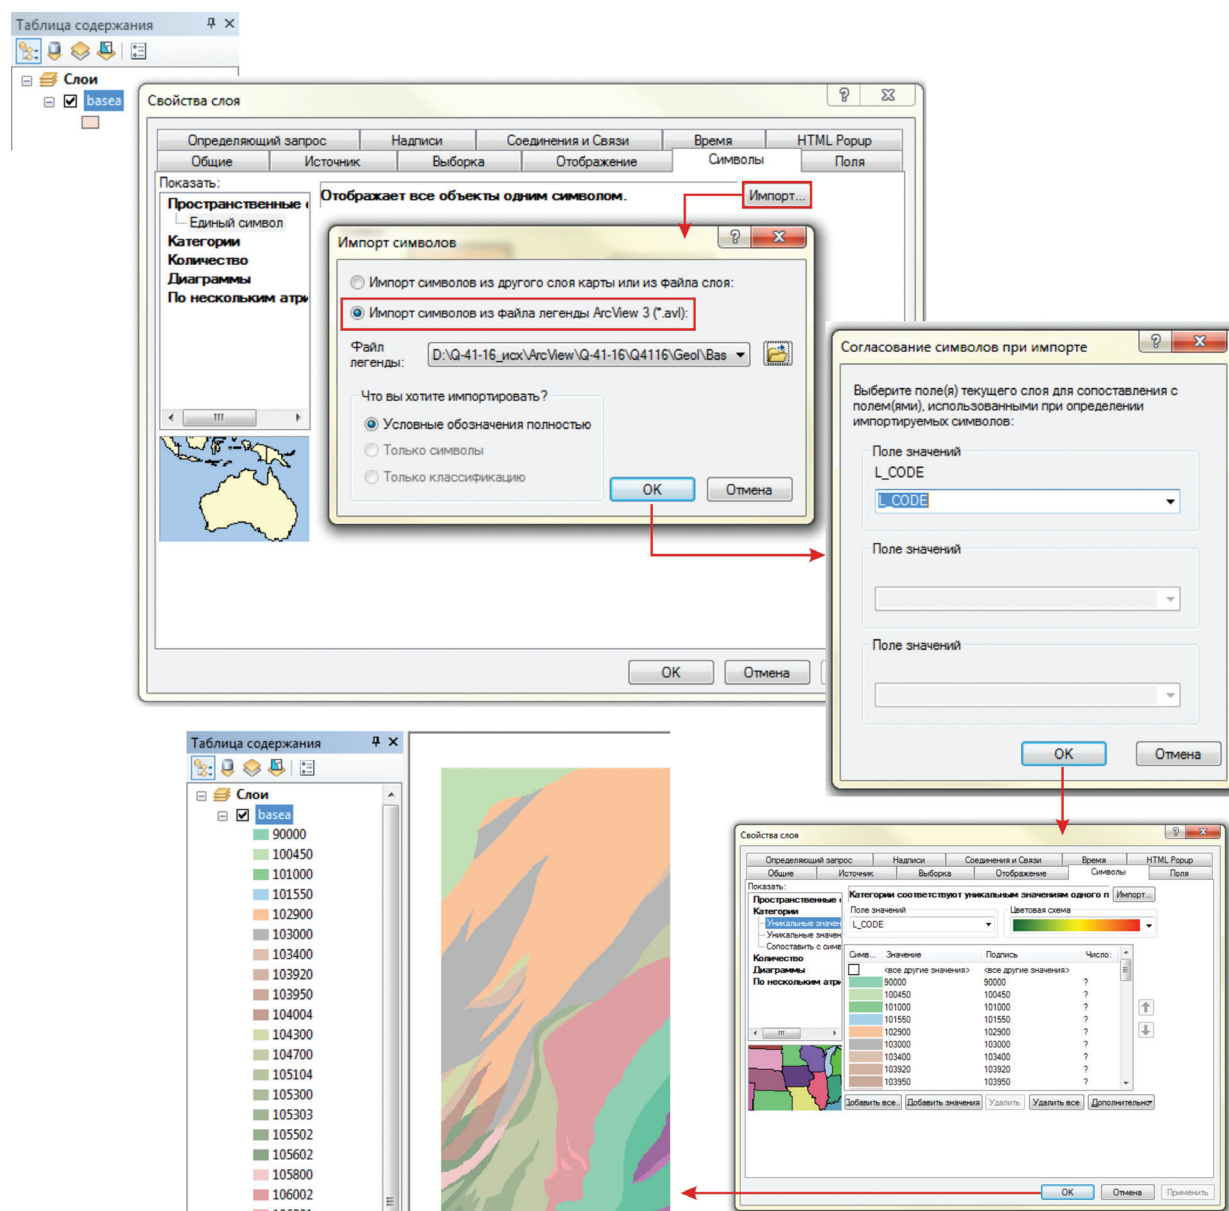 Таблица содержания
Слои
basea
Свойства слоя
Определяющий запрос
Надписи
Соединения и Связи
Время
HTML Popup
Общие
Источник
Выборка
Отображение
Символы
Поля
Показать:
Пространственные
Единый символ
Категории
Количество
Диаграммы
По нескольким
Отображает все объекты одним символом.
Импорт...
Импорт символов
Импорт символов из другого слоя карты или из файла слоя:
Импорт символов из файла легенды ArcView 3 (*.avl):
Файл
легенды:
D:\Q-41-16_исх\ArcView\Q-41-16\Q4116\Geol\Bas
Что вы хотите импортировать?
Условные обозначения полностью
Только символы
Только классификацию
OK
Отмена
OK
Отмена
Согласование символов при импорте
Выберите поле(я) текущего слоя для сопоставления с
полем(ями), использованными при определении
импортируемых символов:
Поле значений
L_CODE
L_CODE
Поле значений
Поле значений
OK
Отмена
Таблица содержания
Слои
basea
90000
100450
101000
101550
102900
103000
103400
103920
103950
104004
104300
104700
105104
105300
105303
105502
105602
105800
106002
Свойства слоя
Определяющий запрос
Надписи
Соединения и Связи
Время
HTML Popup
Общие
Источник
Выборка
Отображение
Символы
Поля
Показать:
Пространственные
Категории
Уникальные значен
Уникальные значен
Сопоставить с симв
Количество
Диаграммы
По нескольким
Категории соответствуют уникальным значениям одного п
Импорт...
Поле значений
L_CODE
Цветовая схема
Симв... Значение Подпись Число:
<все другие значения> <все другие значения>
90000 90000 ?
100450 100450 ?
101000 101000 ?
101550 101550 ?
102900 102900 ?
103000 103000 ?
103400 103400 ?
103920 103920 ?
103950 103950 ?
Добавить все.. Добавить значения Удалить Удалить все Дополнительно
OK
Отмена
Применить